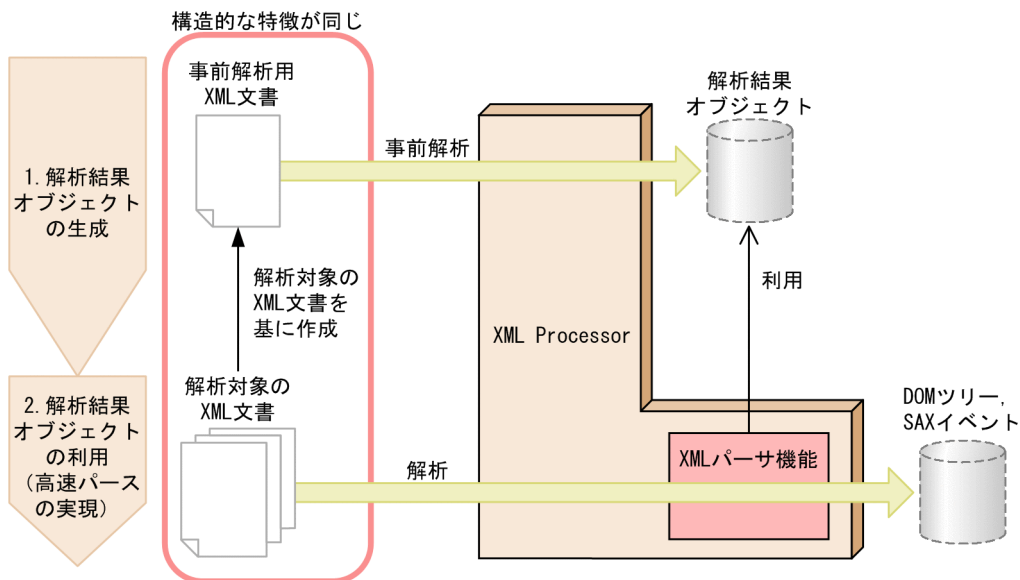 構造的な特徴が同じ
事前解析用
XML文書
解析結果
オブジェクト
事前解析
1.解析結果
オブジェクト
の生成
解析対象の
XML文書を
基に作成
利用
XML Processor
解析対象の
XML文書
2.解析結果
オブジェクト
の利用
(高速パース
の実現)
DOMツリー,
SAXイベント
XMLパーサ機能
解析